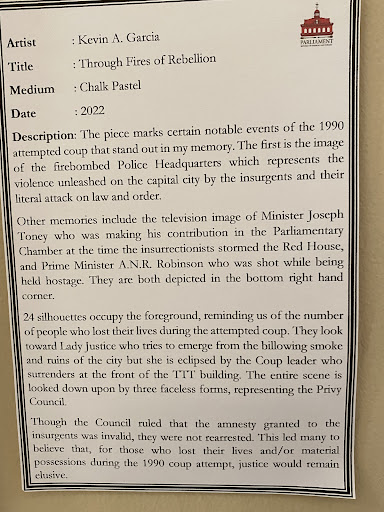 PARLIAMENT
Artist : Kevin A. Garcia
Title : Through Fires of Rebellion
Medium : Chalk Pastel
Date : 2022
Description: The piece marks certain notable events of the 1990
attempted coup that stand out in my memory. The first is the image
of the firebombed Police Headquarters which represents the
violence unleashed on the capital city by the insurgents and their
literal attack on law and order.
Other memories include the television image of Minister Joseph
Toney who was making his contribution in the Parliamentary
Chamber at the time the insurrectionists stormed the Red House,
and Prime Minister A.N.R. Robinson who was shot while being
held hostage. They are both depicted in the bottom right hand
corner.
24 silhouettes occupy the foreground, reminding us of the number
of people who lost their lives during the attempted coup. They look
toward Lady Justice who tries to emerge from the billowing smoke
and ruins of the city but she is eclipsed by the Coup leader who
surrenders at the front of the TTT building. The entire scene is
looked down upon by three faceless forms, representing the Privy
Council.
Though the Council ruled that the amnesty granted to the
insurgents was invalid, they were not rearrested. This led many to
believe that, for those who lost their lives and/or material
possessions during the 1990 coup attempt, justice would remain
elusive.